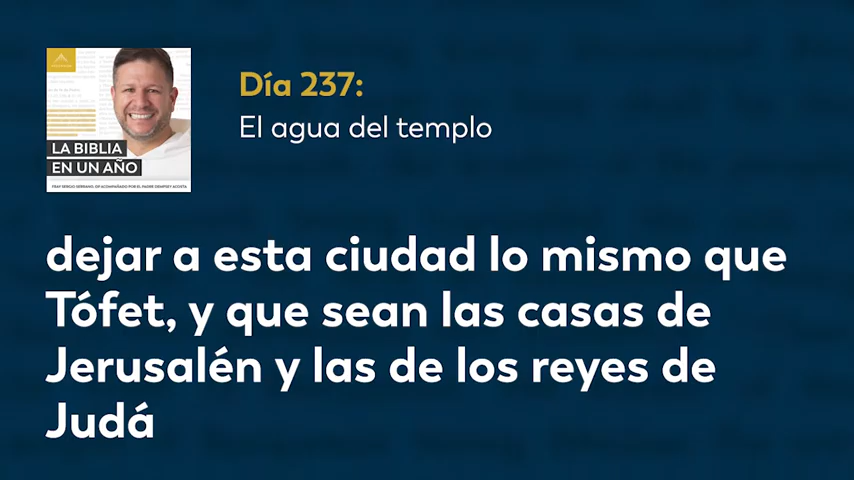 Día 237:
El agua del templo
LA BIBLIA
EN UN AÑO
dejar a esta ciudad lo mismo que
Tófet, y que sean las casas de
Jerusalén y las de los reyes de
Judá